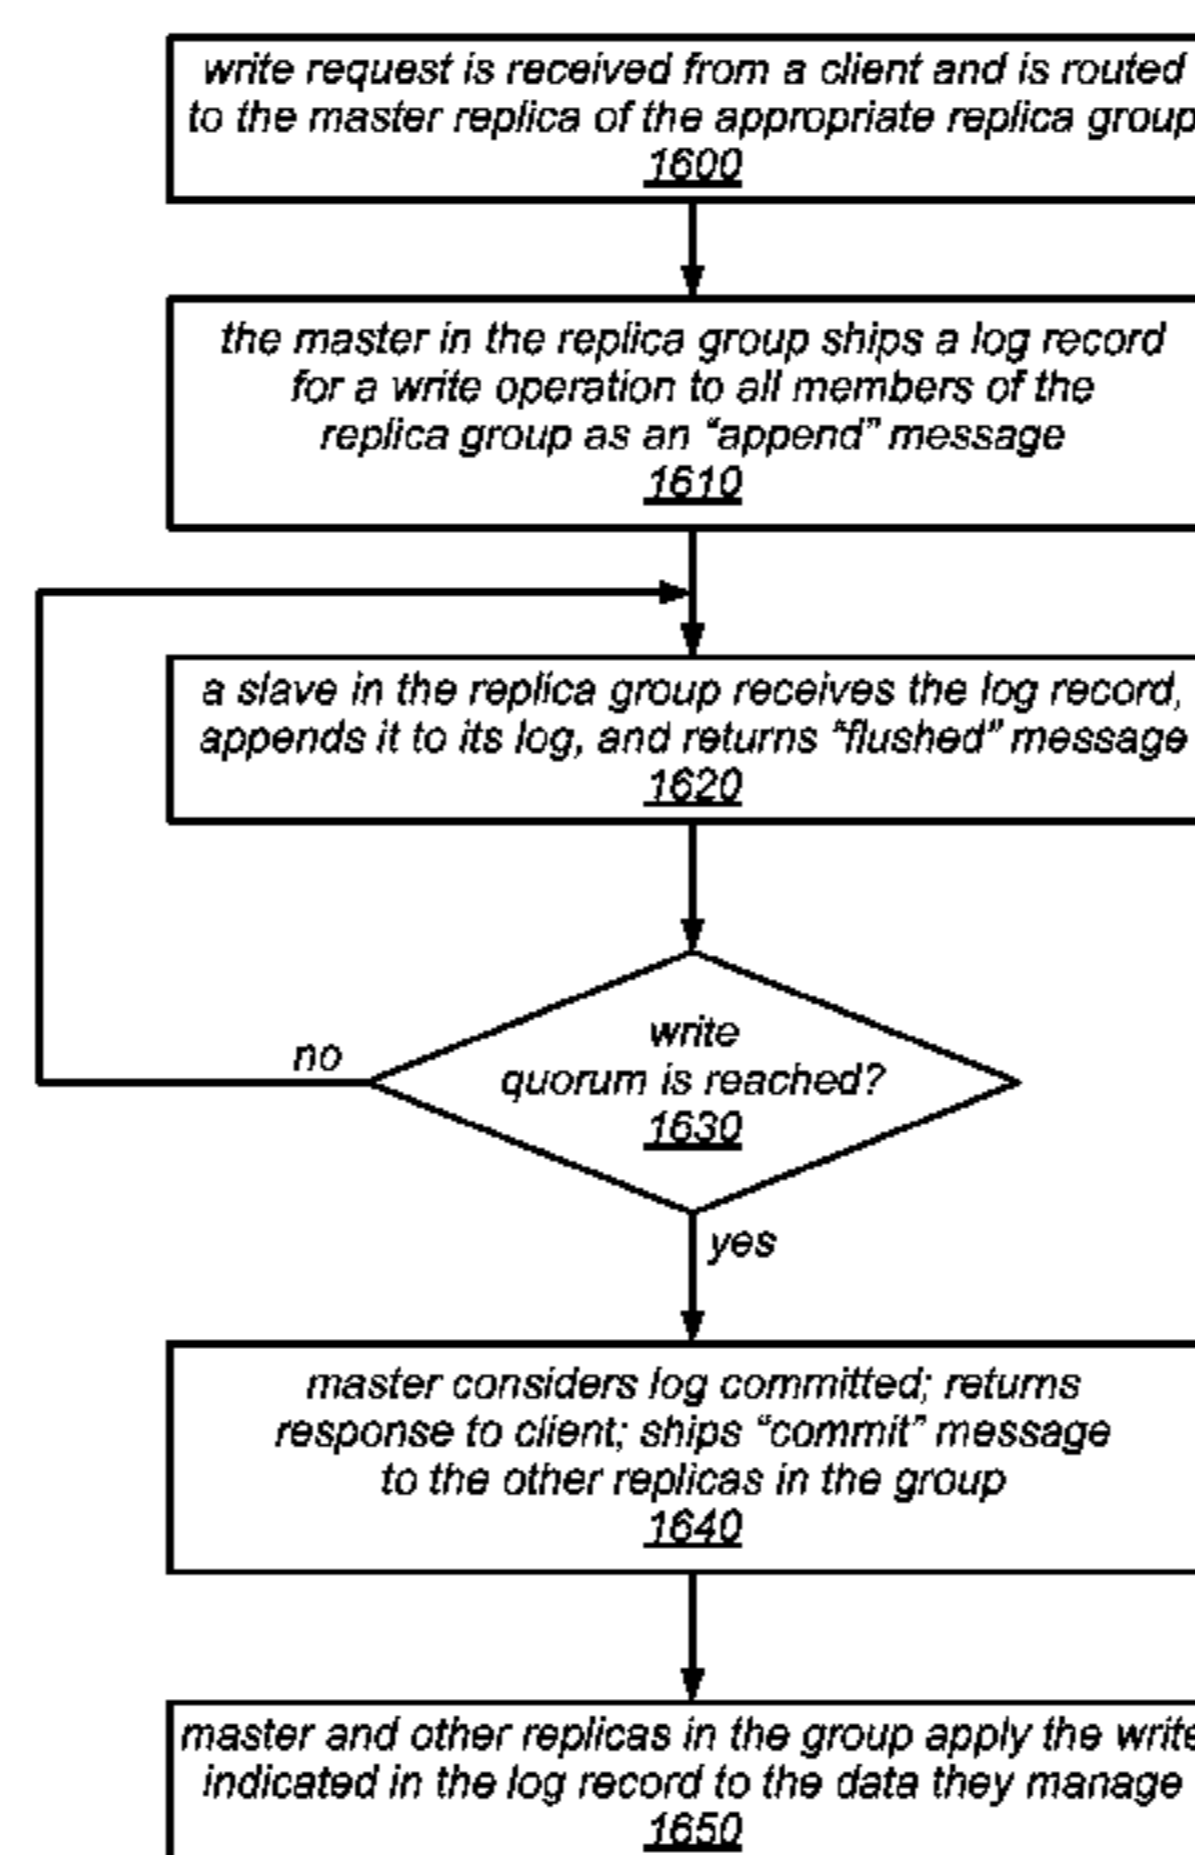 write request is received from a client and is routed
to the master replica of the appropriate replica group
1600
the master in the replica group ships a log record
for a write operation to all members of the
replica group as an “append” message
1610
a slave in the replica group receives the log record,
appends it to its log, and returns “flushed” message
1620
write
quorum is reached?
1630
no
yes
master considers log committed; returns
response to client; ships “commit” message
to the other replicas in the group
1640
master and other replicas in the group apply the write
indicated in the log record to the data they manage
1650